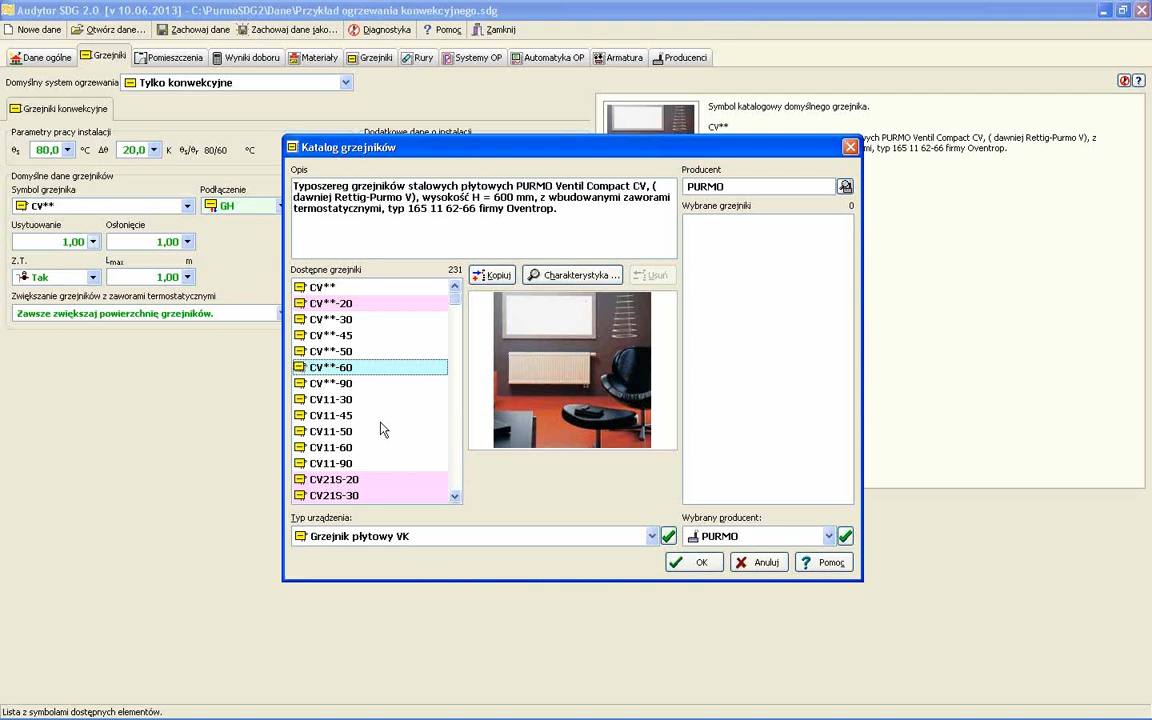 Audytor SDG 2.0 [v 10.06.2013] - C:\PurmoSDG2\Dane\Przykład ogrzewania konwekcyjnego.sdg
Nowe dane Otwórz dane... Zachowaj dane Zachowaj dane jako... Diagnostyka Pomoc Zamknij
Dane ogólne Grzejniki Pomieszczenia Wyniki doboru Materiały Grzejniki Rury Systemy OP Automatyka OP Armatura Producenci
Domyślny system ogrzewania Tylko konwekcyjne
Grzejniki konwekcyjne
Parametry pracy instalacji
θs 80,0 °C Δθ 20,0 K θs/θr 80/60 °C
Dodatkowe dane o instalacji
Domyślne dane grzejników
Symbol grzejnika Podłączenie
CV** GH
Usytuowanie Osłonięcie
1,00 1,00
Z.T. Lmax m
Tak 1,00
Zwiększanie grzejników z zaworami termostatycznymi
Zawsze zwiększaj powierzchnię grzejników.
Symbol katalogowy domyślnego grzejnika.
CV**
wych PURMO Ventil Compact CV, ( dawniej Rettig-Purmo V), z
mi, typ 165 11 62-66 firmy Oventrop.
Katalog grzejników
Opis
Typoszereg grzejników stalowych płytowych PURMO Ventil Compact CV, (
dawniej Rettig-Purmo V), wysokość H = 600 mm, z wbudowanymi zaworami
termostatycznymi, typ 165 11 62-66 firmy Oventrop.
Producent
PURMO
Wybrane grzejniki 0
Dostępne grzejniki 231
Kopiuj Charakterystyka ... Usuń
CV**
CV**-20
CV**-30
CV**-45
CV**-50
CV**-60
CV**-90
CV11-30
CV11-45
CV11-50
CV11-60
CV11-90
CV21S-20
CV21S-30
Typ urządzenia:
Grzejnik płytowy VK
Wybrany producent:
PURMO
OK Anuluj Pomoc
Lista z symbolami dostępnych elementów.